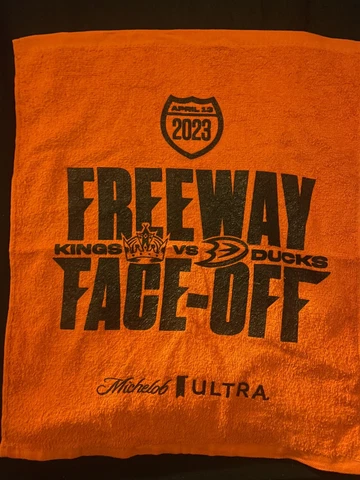 APRIL 13
2023
FREEWAY
KINGS VS DUCKS
FACE-OFF
Michelob ULTRA